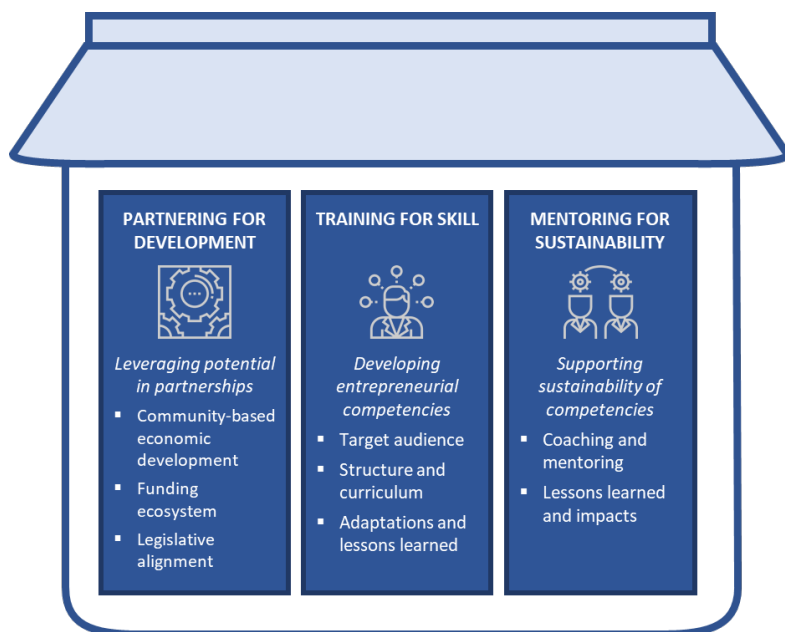 PARTNERING FOR
DEVELOPMENT
Leveraging potential
in partnerships
▪ Community-based
economic
development
▪ Funding
ecosystem
▪ Legislative
alignment
TRAINING FOR SKILL
Developing
entrepreneurial
competencies
▪ Target audience
▪ Structure and
curriculum
▪ Adaptations and
lessons learned
MENTORING FOR
SUSTAINABILITY
Supporting
sustainability of
competencies
▪ Coaching and
mentoring
▪ Lessons learned
and impacts